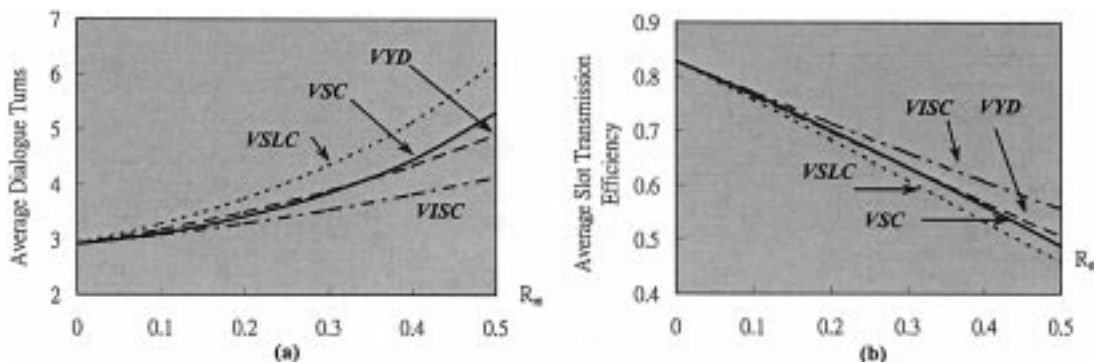 Average Dialogue Turns
7
6
5
4
3
2
VYD
VSC
VSLC
VISC
0
0.1
0.2
0.3
0.4
0.5
(a)
Average Slot Transmission
Efficiency
0.9
0.8
0.7
0.6
0.5
0.4
VISC
VYD
VSLC
VSC
0
0.1
0.2
0.3
0.4
0.5
(b)